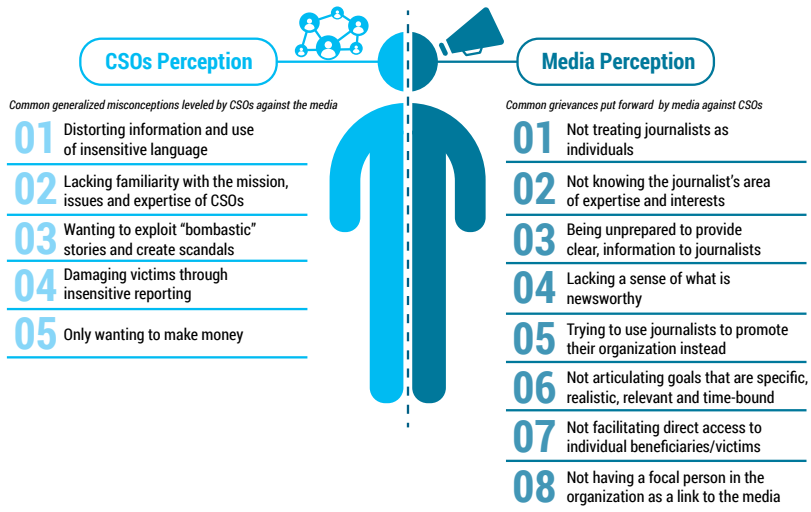 CSOs Perception
Common generalized misconceptions leveled by CSOs against the media
01
Distorting information and use
of insensitive language
02
Lacking familiarity with the mission,
issues and expertise of CSOs
03
Wanting to exploit “bombastic”
stories and create scandals
04
Damaging victims through
insensitive reporting
05
Only wanting to make money
Media Perception
Common grievances put forward by media against CSOs
01
Not treating journalists as
individuals
02
Not knowing the journalist’s area
of expertise and interests
03
Being unprepared to provide
clear, information to journalists
04
Lacking a sense of what is
newsworthy
05
Trying to use journalists to promote
their organization instead
06
Not articulating goals that are specific,
realistic, relevant and time-bound
07
Not facilitating direct access to
individual beneficiaries/victims
08
Not having a focal person in the
organization as a link to the media